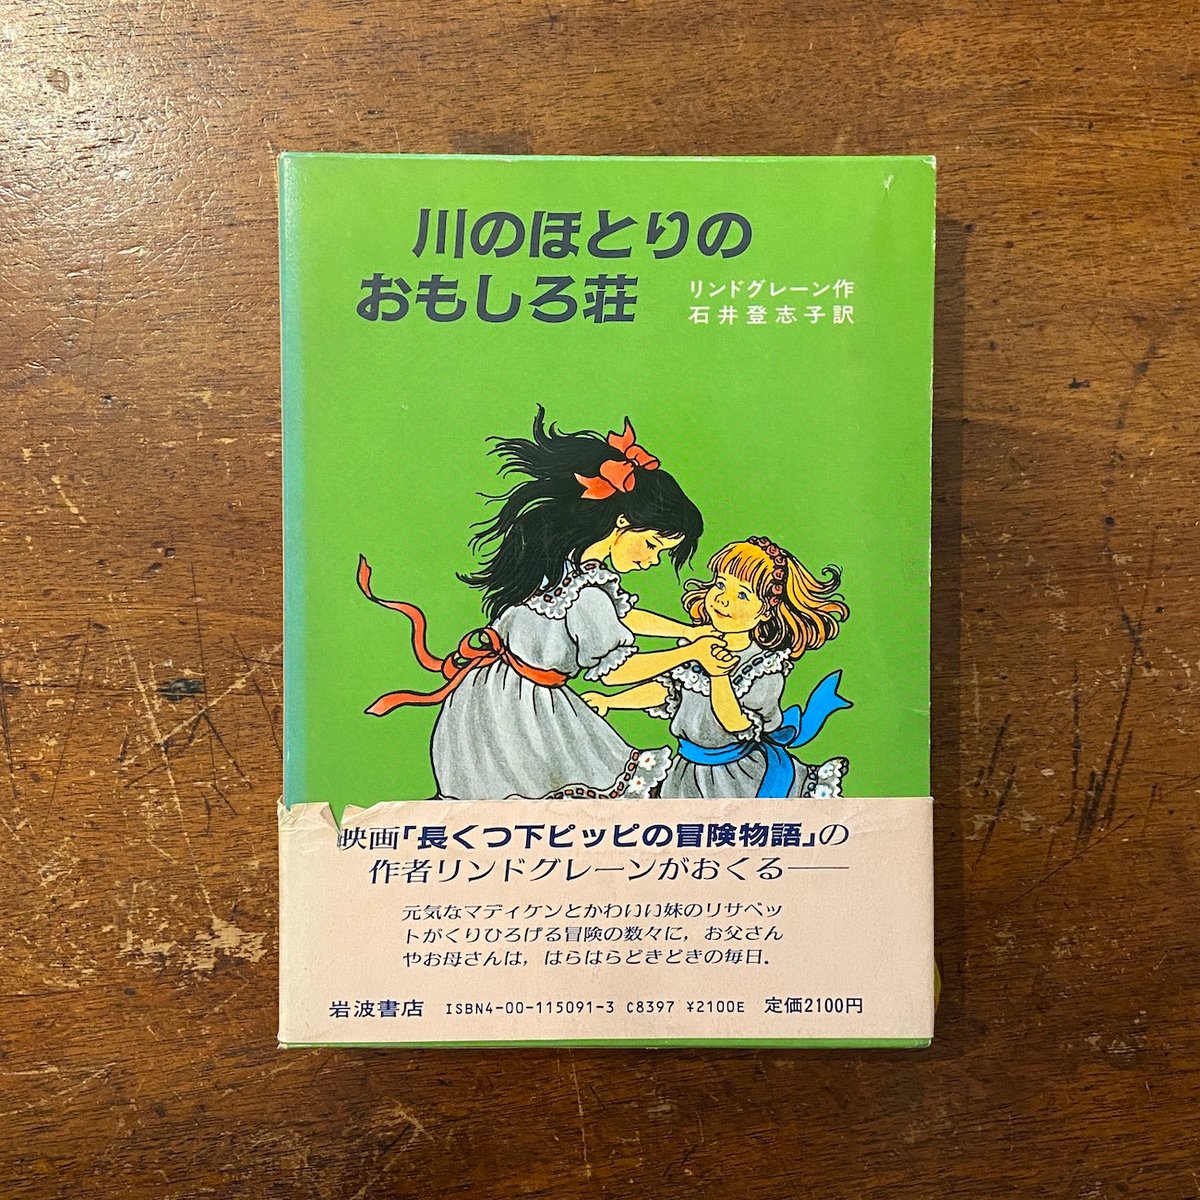 川のほとりの
おもしろ荘
リンドグレーン作
石井登志子訳
映画「長くつ下ピッピの冒険物語」の
作者リンドグレーンがおくる——
元気なマディケンとかわいい妹のリサベッ
トがくりひろげる冒険の数々に，お父さん
やお母さんは，はらはらどきどきの毎日．
岩波書店 ISBN4-00-115091-3 C8397 ¥2100E 定価2100円